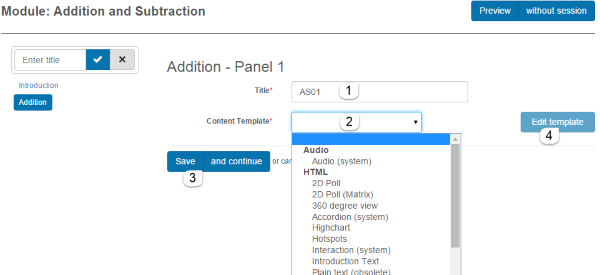 Module: Addition and Subtraction
Preview without session
Enter title
Introduction
Addition
Addition - Panel 1
Title* AS01 1
Content Template* 2
Edit template
4
Save and continue or can
3
Audio
Audio (system)
HTML
2D Poll
2D Poll (Matrix)
360 degree view
Accordion (system)
Highchart
Hotspots
Interaction (system)
Introduction Text
Plain text (obsolete)